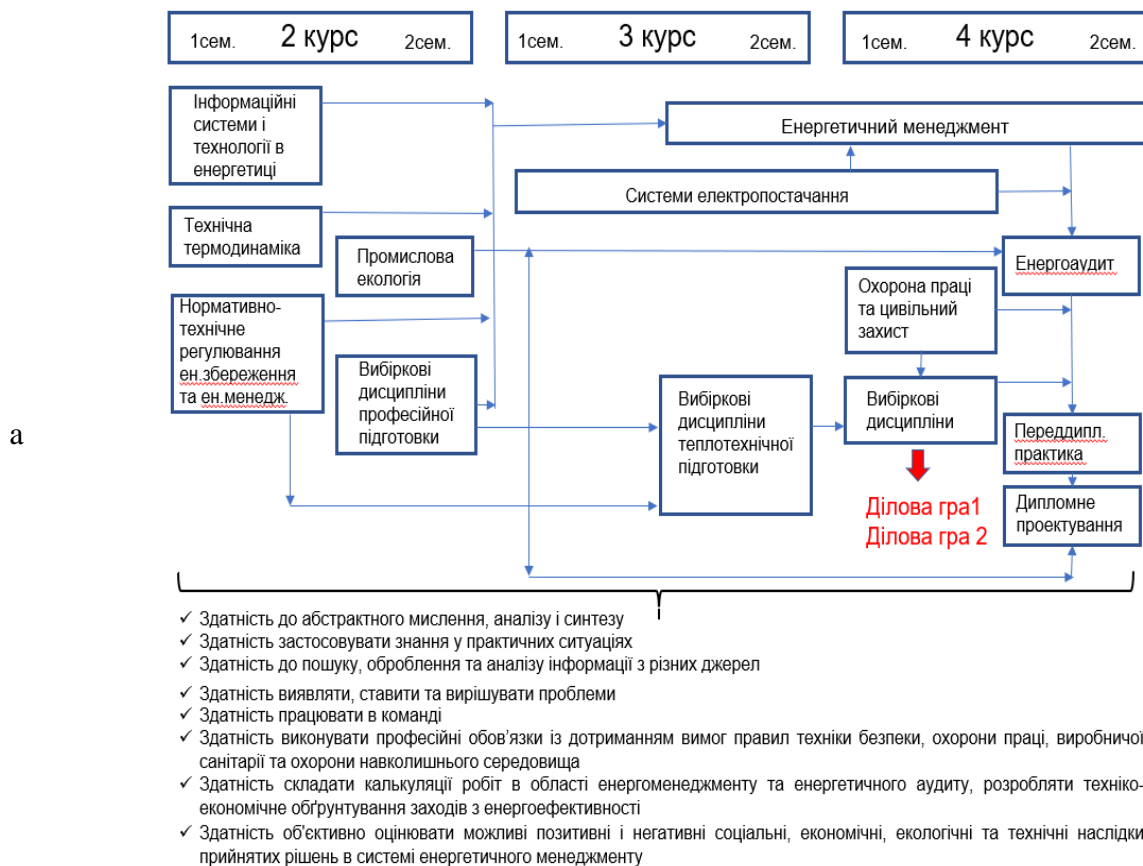 1сем. 2 курс 2сем.
1сем. 3 курс 2сем.
1сем. 4 курс 2сем.
Інформаційні
системи і
технології в
енергетиці
Енергетичний менеджмент
Системи електропостачання
Технічна
термодинаміка
Промислова
екологія
Енергоаудит
Охорона праці
та цивільний
захист
Нормативно-
технічне
регулювання
ен.збереження
та ен.менедж.
Вибіркові
дисципліни
професійної
підготовки
Вибіркові
дисципліни
теплотехнічної
підготовки
Вибіркові
дисципліни
Переддипл.
практика
а
Ділова гра1
Ділова гра 2
Дипломне
проектування
✓ Здатність до абстрактного мислення, аналізу і синтезу
✓ Здатність застосовувати знання у практичних ситуаціях
✓ Здатність до пошуку, оброблення та аналізу інформації з різних джерел
✓ Здатність виявляти, ставити та вирішувати проблеми
✓ Здатність працювати в команді
✓ Здатність виконувати професійні обов’язки із дотриманням вимог правил техніки безпеки, охорони праці, виробничої
санітарії та охорони навколишнього середовища
✓ Здатність складати калькуляції робіт в області енергоменеджменту та енергетичного аудиту, розробляти техніко-
економічне обґрунтування заходів з енергоефективності
✓ Здатність об'єктивно оцінювати можливі позитивні і негативні соціальні, економічні, екологічні та технічні наслідки
прийнятих рішень в системі енергетичного менеджменту